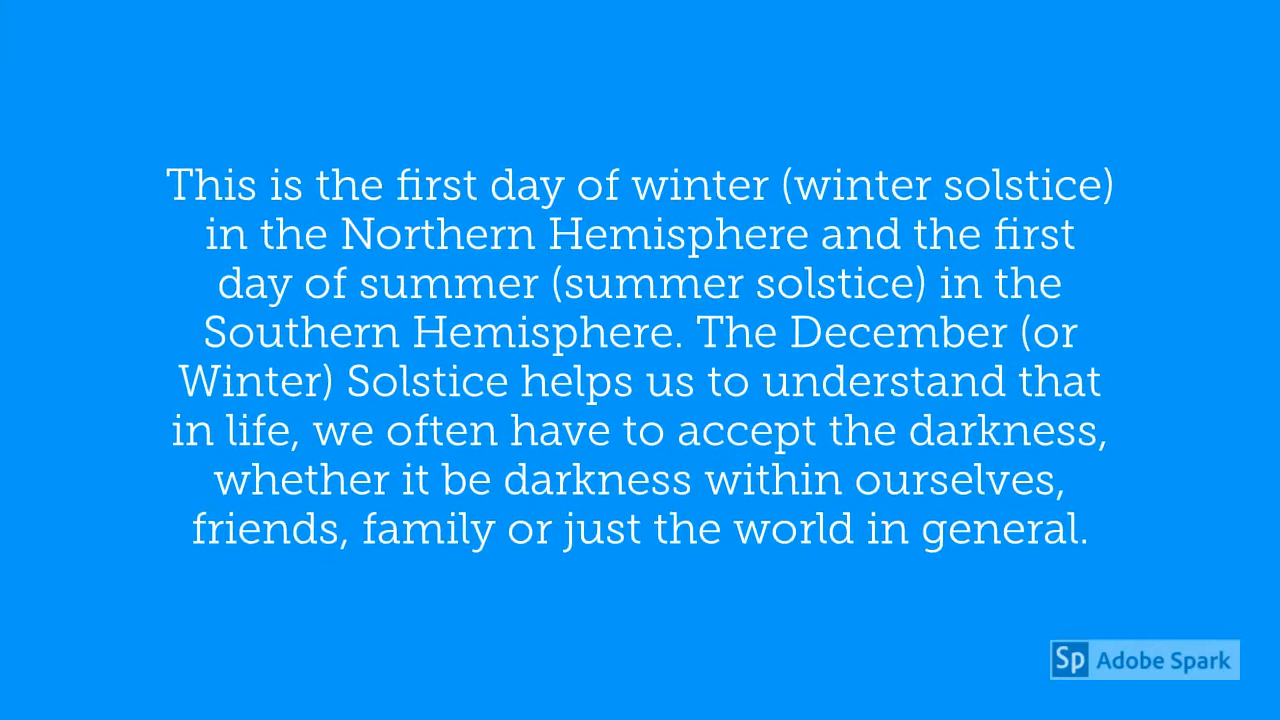 This is the first day of winter (winter solstice)
in the Northern Hemisphere and the first
day of summer (summer solstice) in the
Southern Hemisphere. The December (or
Winter) Solstice helps us to understand that
in life, we often have to accept the darkness,
whether it be darkness within ourselves,
friends, family or just the world in general.
Sp Adobe Spark